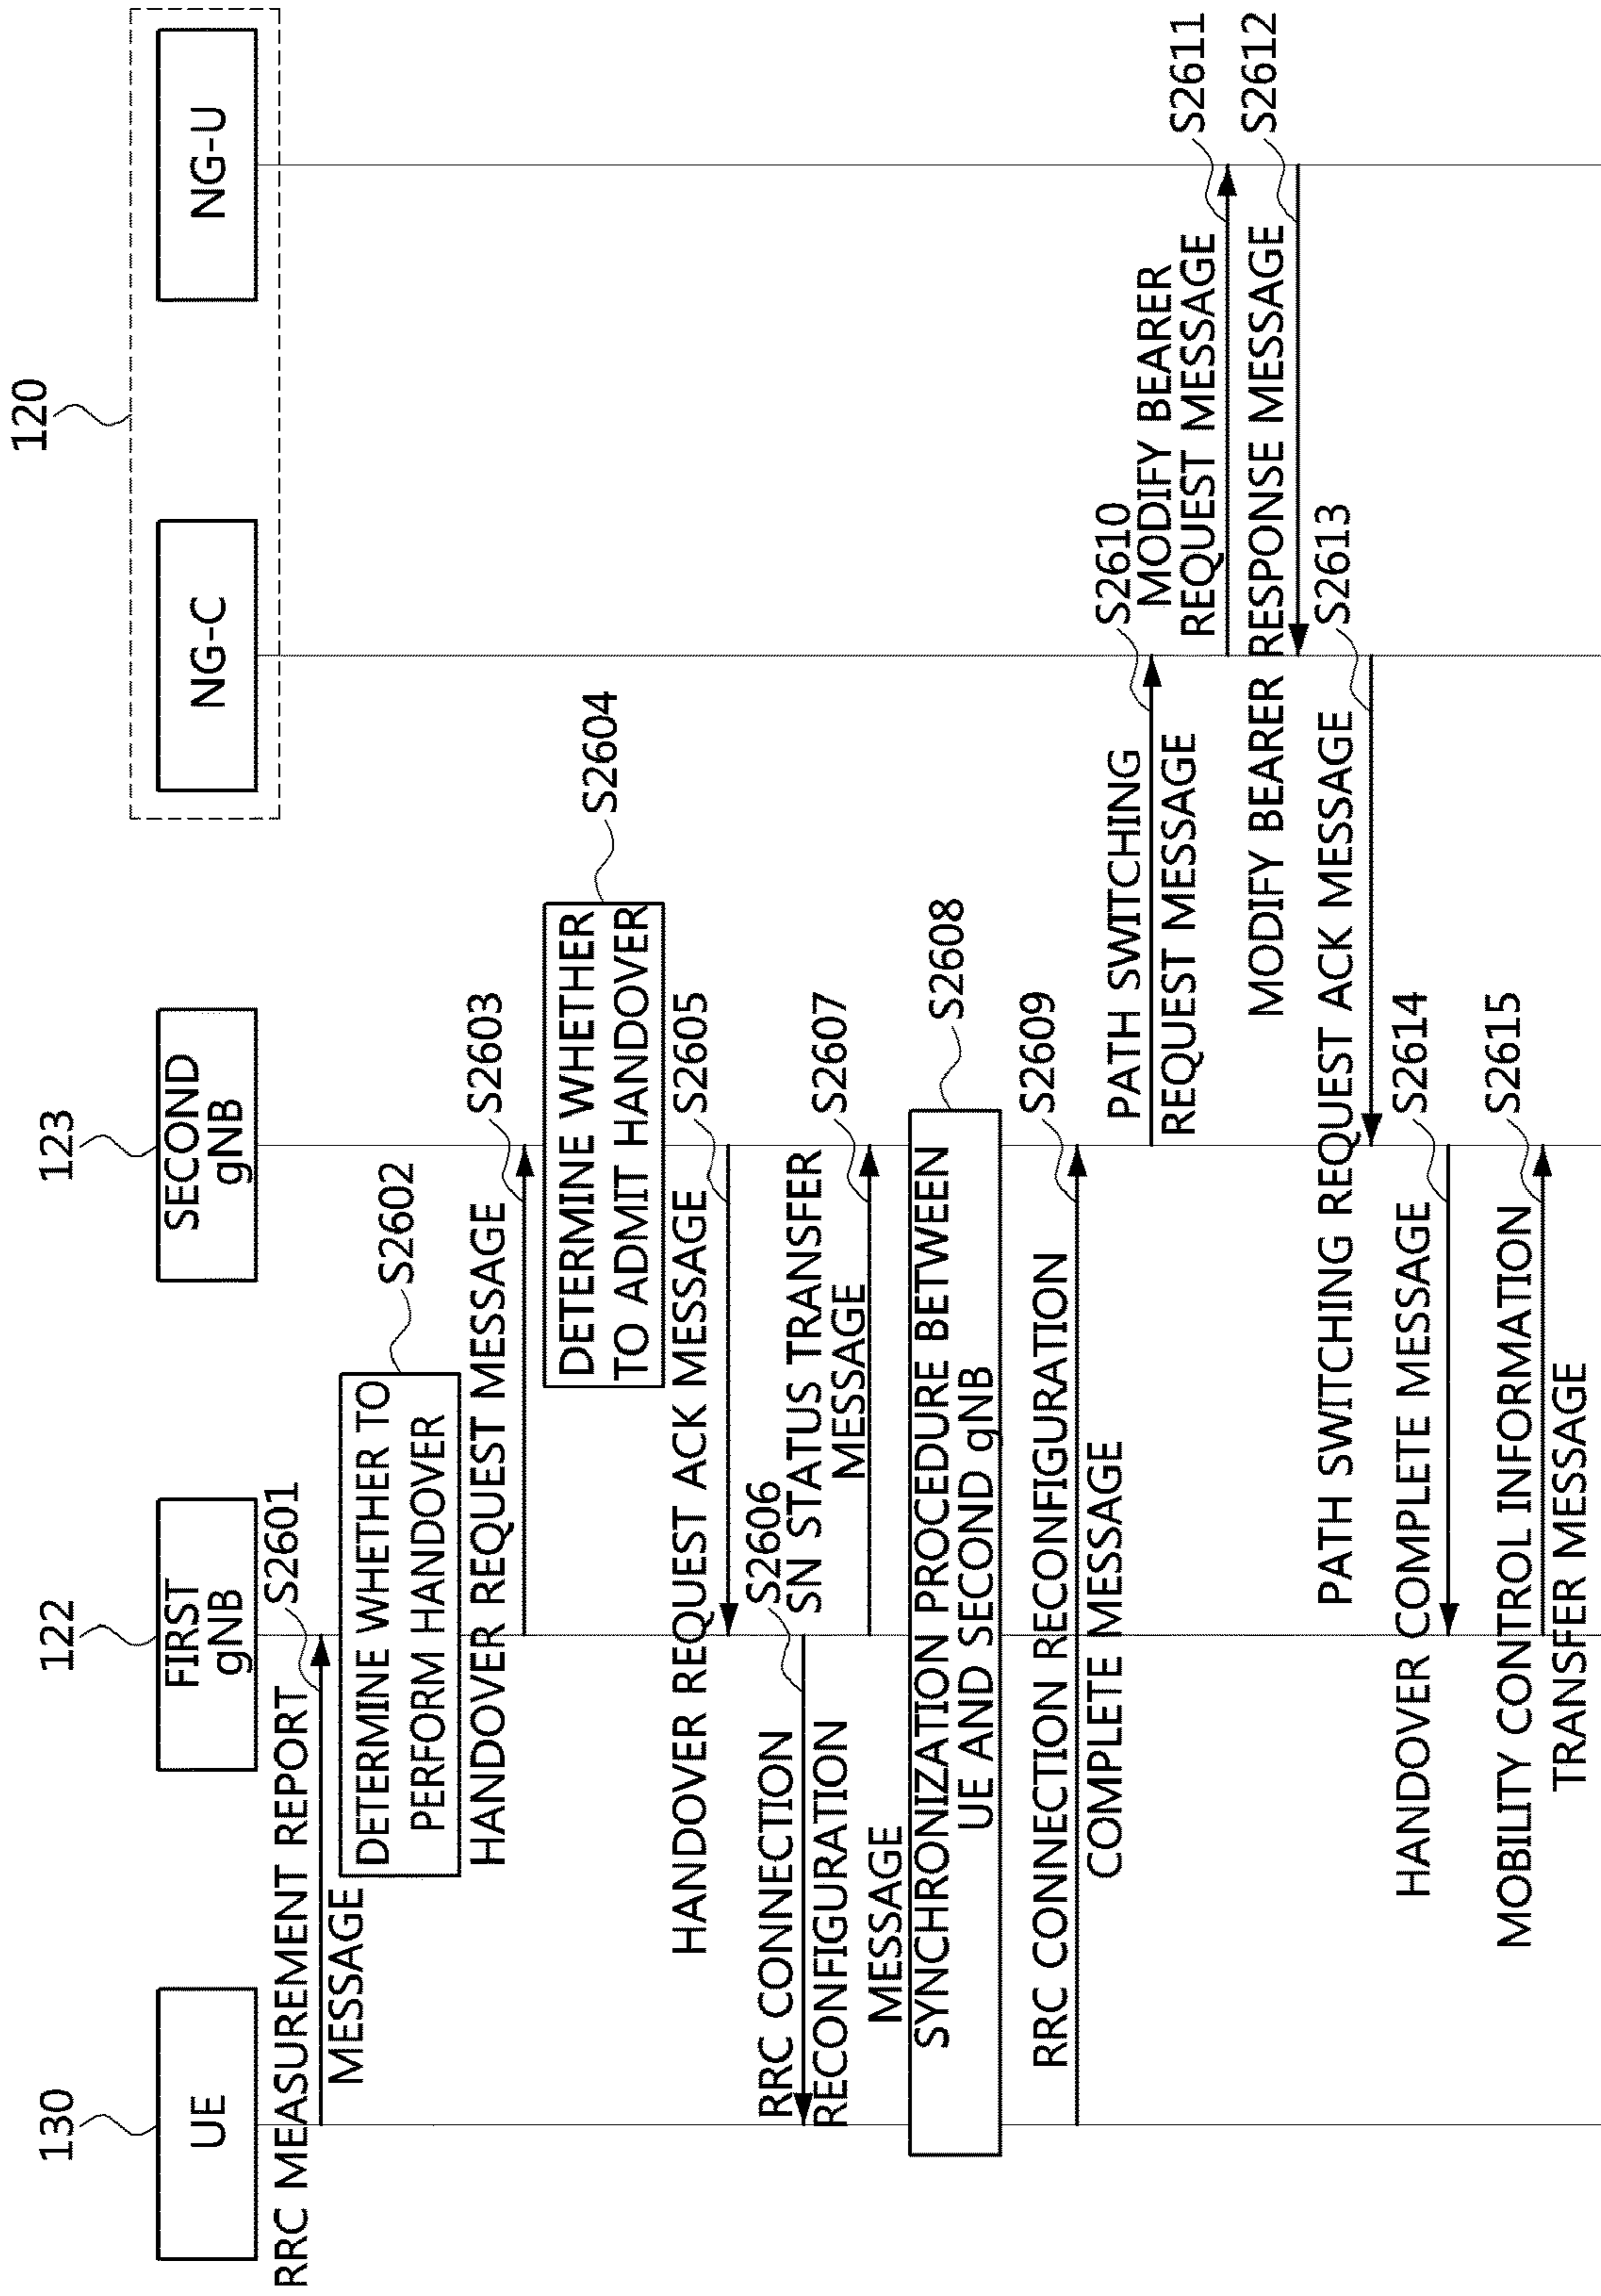 120
130
122
123
UE
FIRST
gNB
SECOND
gNB
NG-C
NG-U
RRC MEASUREMENT REPORT
MESSAGE
S2601
DETERMINE WHETHER TO
PERFORM HANDOVER
S2602
HANDOVER REQUEST MESSAGE
S2603
DETERMINE WHETHER
TO ADMIT HANDOVER
S2604
HANDOVER REQUEST ACK MESSAGE
S2605
RRC CONNECTION
RECONFIGURATION
MESSAGE
S2606
SN STATUS TRANSFER
MESSAGE
S2607
SYNCHRONIZATION PROCEDURE BETWEEN
UE AND SECOND gNB
S2608
RRC CONNECTION RECONFIGURATION
COMPLETE MESSAGE
S2609
PATH SWITCHING
REQUEST MESSAGE
S2610
MODIFY BEARER
REQUEST MESSAGE
S2611
MODIFY BEARER RESPONSE MESSAGE
S2612
PATH SWITCHING REQUEST ACK MESSAGE
S2613
HANDOVER COMPLETE MESSAGE
S2614
MOBILITY CONTROL INFORMATION
TRANSFER MESSAGE
S2615